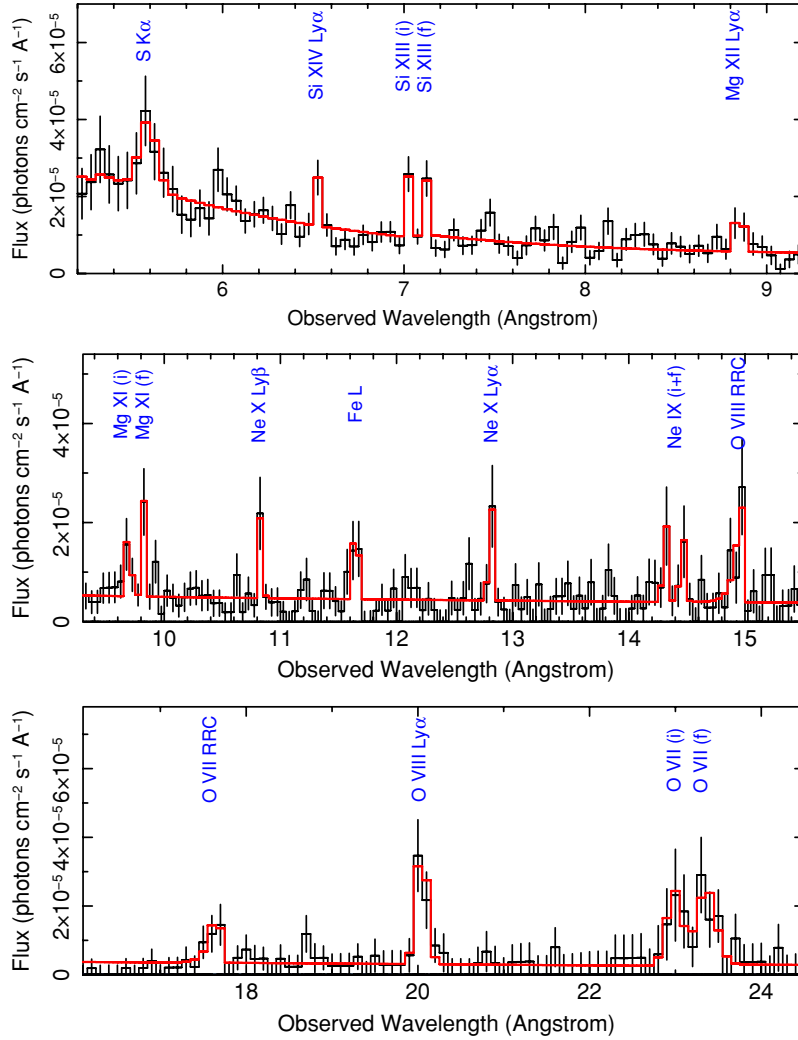 S Kα
Si XIV Lyα
Si XIII (i)
Si XIII (f)
Mg XII Lyα
Flux (photons cm⁻² s⁻¹ A⁻¹)
0 2×10⁻⁵ 4×10⁻⁵ 6×10⁻⁵
6 7 8 9
Observed Wavelength (Angstrom)
Mg XI (i)
Mg XI (f)
Ne X Lyβ
Fe L
Ne X Lyα
Ne IX (i+f)
O VIII RRC
Flux (photons cm⁻² s⁻¹ A⁻¹)
0 2×10⁻⁵ 4×10⁻⁵
10 11 12 13 14 15
Observed Wavelength (Angstrom)
O VII RRC
O VIII Lyα
O VII (i)
O VII (f)
Flux (photons cm⁻² s⁻¹ A⁻¹)
0 2×10⁻⁵ 4×10⁻⁵ 6×10⁻⁵
18 20 22 24
Observed Wavelength (Angstrom)